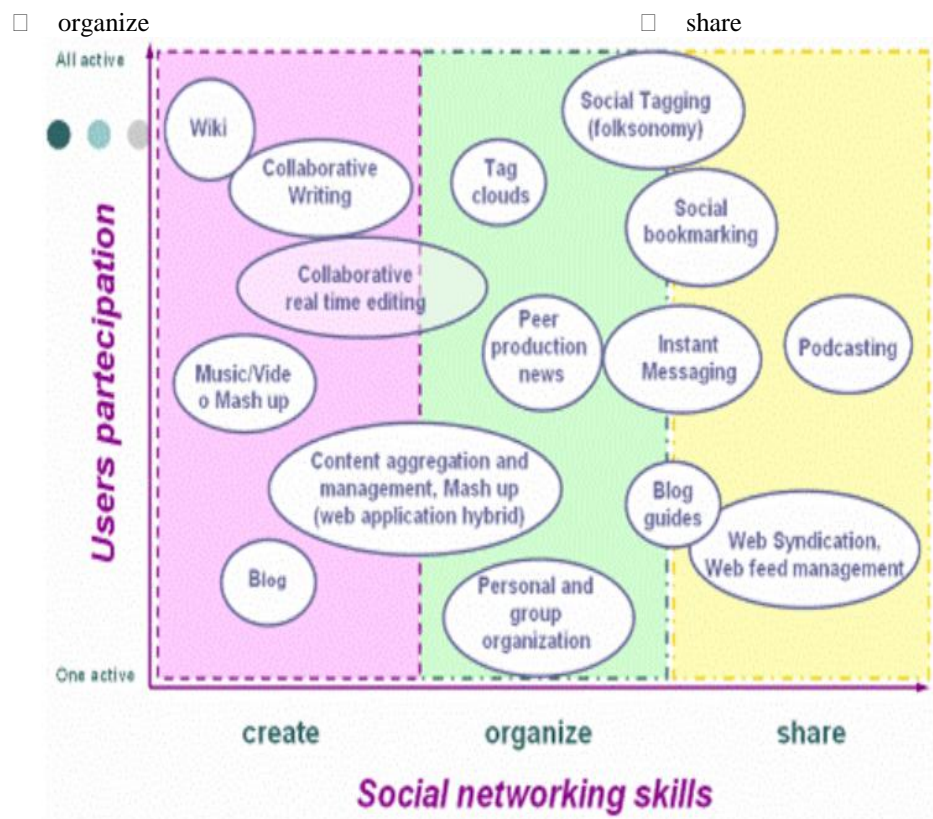 organize
share
All active
Wiki
Collaborative
Writing
Collaborative
real time editing
Music/Vide
o Mash up
Content aggregation and
management, Mash up
(web application hybrid)
Blog
Tag
clouds
Peer
production
news
Personal and
group
organization
Social Tagging
(folksonomy)
Social
bookmarking
Instant
Messaging
Podcasting
Blog
guides
Web Syndication,
Web feed management
Users partecipation
One active
create
organize
share
Social networking skills